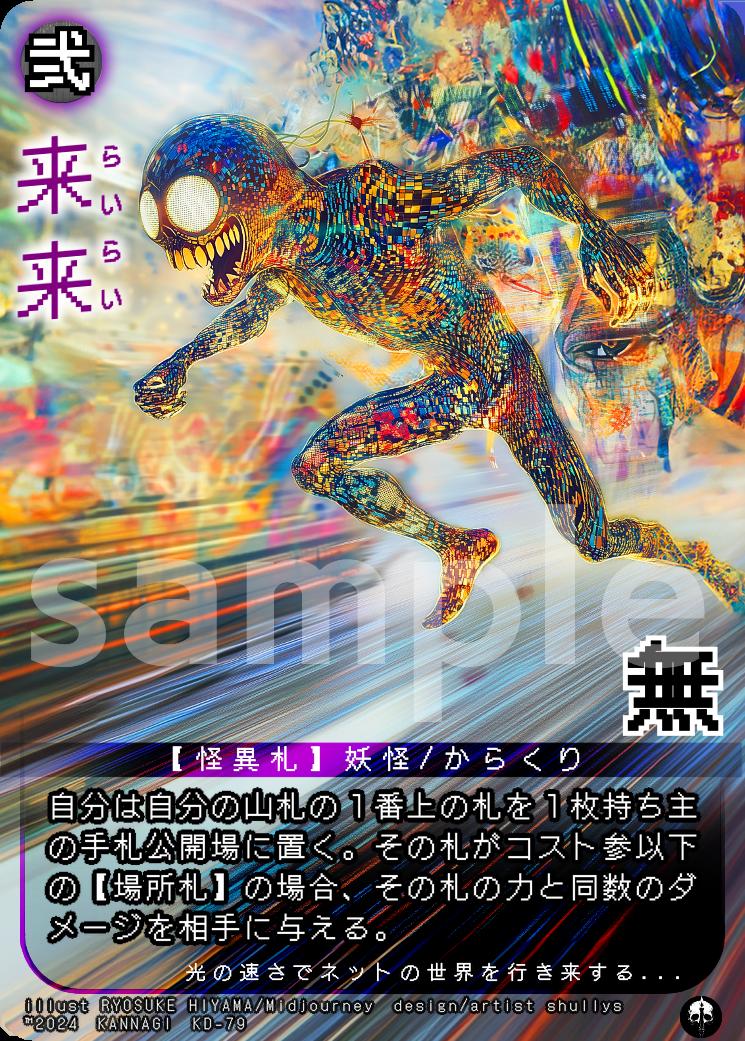 弐
来来
らいらい
sample
無
【怪異札】妖怪/からくり
自分は自分の山札の1番上の札を1枚持ち主
の手札公開場に置く。その札がコスト参以下
の【場所札】の場合、その札の力と同数のダ
メージを相手に与える。
光の速さでネットの世界を行き来する...
illust RYOSUKE HIYAMA/Midjourney design/artist shullys
™2024 KANNAGI KD-79